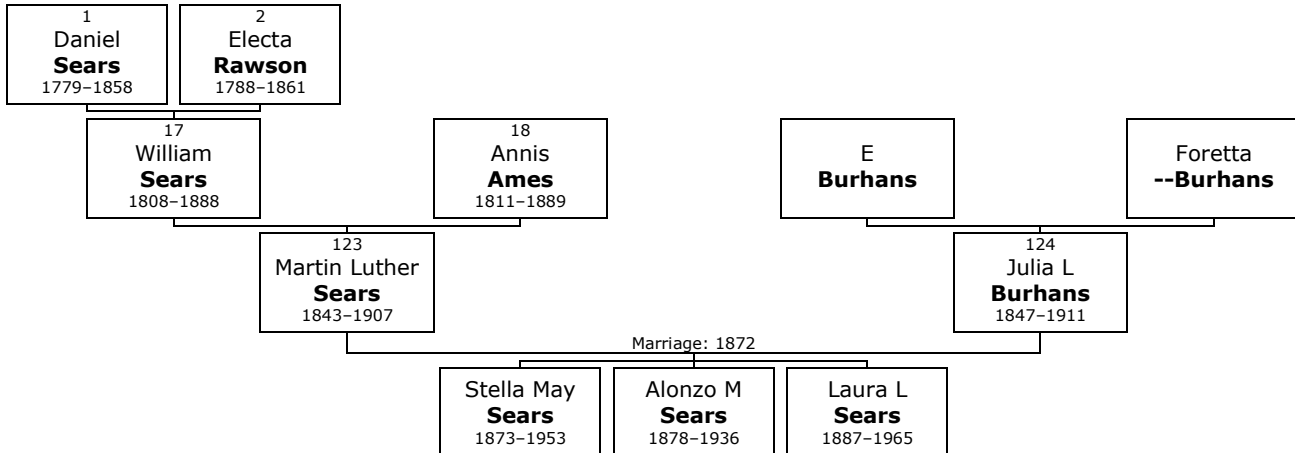 1
Daniel
Sears
1779–1858
2
Electa
Rawson
1788–1861
17
William
Sears
1808–1888
18
Annis
Ames
1811–1889
E
Burhans
Foretta
--Burhans
123
Martin Luther
Sears
1843–1907
124
Julia L
Burhans
1847–1911
Marriage: 1872
Stella May
Sears
1873–1953
Alonzo M
Sears
1878–1936
Laura L
Sears
1887–1965